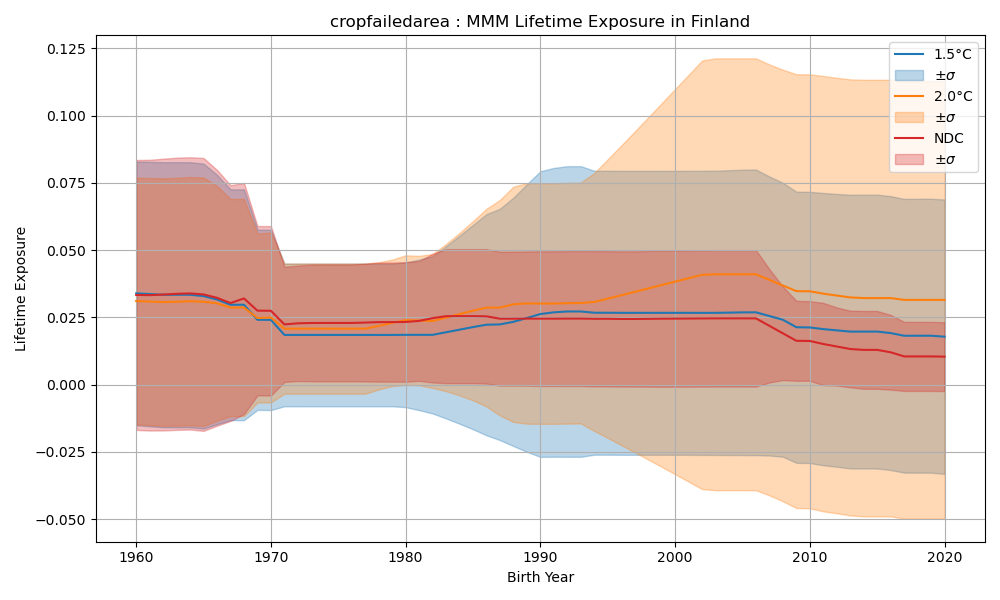 cropfailedarea : MMM Lifetime Exposure in Finland
0.125
0.100
0.075
0.050
0.025
0.000
−0.025
−0.050
Lifetime Exposure
1960 1970 1980 1990 2000 2010 2020
Birth Year
1.5°C
±σ
2.0°C
±σ
NDC
±σ